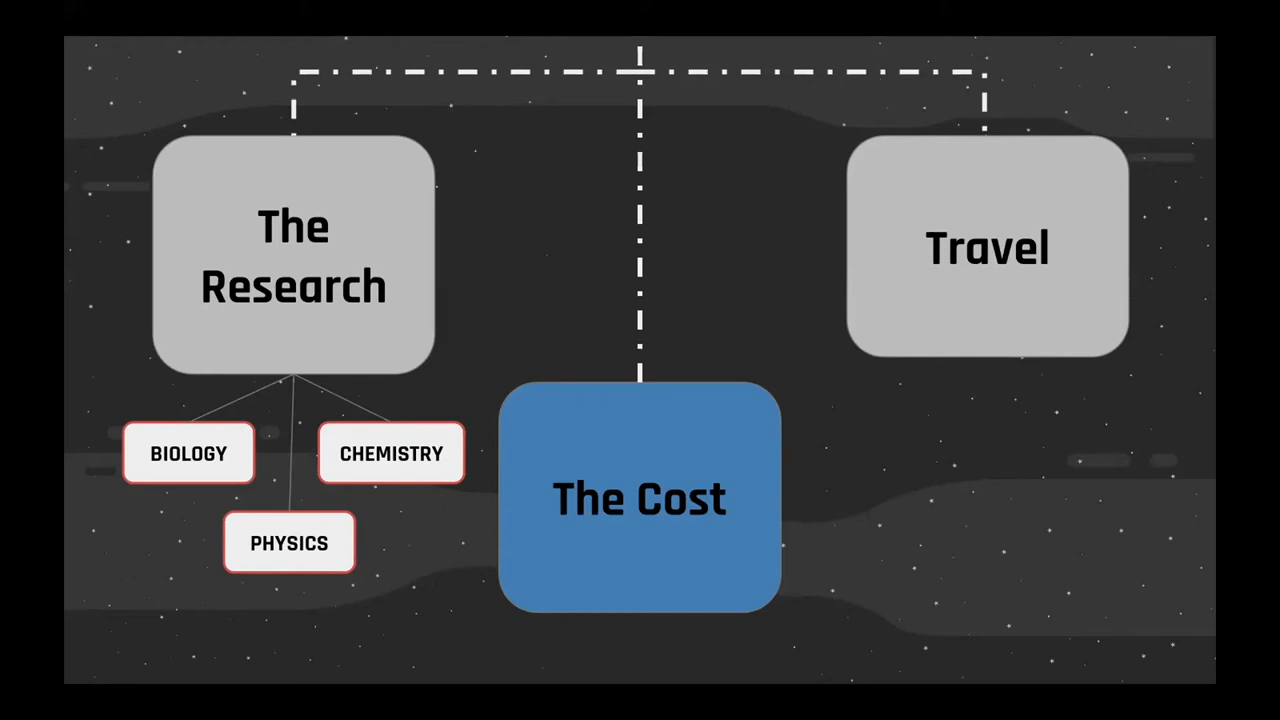 The
Research
Travel
BIOLOGY
CHEMISTRY
PHYSICS
The Cost